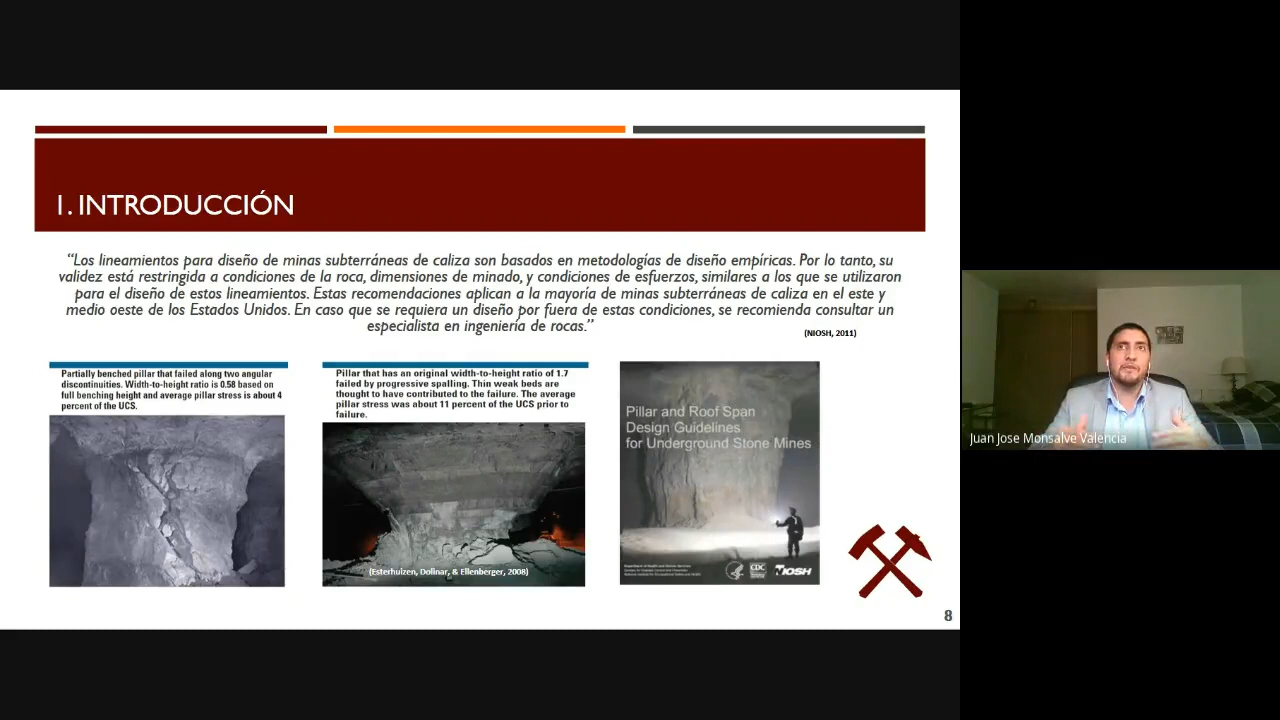 1. INTRODUCCIÓN
“Los lineamientos para diseño de minas subterráneas de caliza son basados en metodologías de diseño empíricas. Por lo tanto, su
validez está restringida a condiciones de la roca, dimensiones de minado, y condiciones de esfuerzos, similares a los que se utilizaron
para el diseño de estos lineamientos. Estas recomendaciones aplican a la mayoría de minas subterráneas de caliza en el este y
medio oeste de los Estados Unidos. En caso que se requiera un diseño por fuera de estas condiciones, se recomienda consultar un
especialista en ingeniería de rocas.”
(NIOSH, 2011)
Partially benched pillar that failed along two angular
discontinuities. Width-to-height ratio is 0.58 based on
full benching height and average pillar stress is about 4
percent of the UCS.
Pillar that has an original width-to-height ratio of 1.7
failed by progressive spalling. Thin weak beds are
thought to have contributed to the failure. The average
pillar stress was about 11 percent of the UCS prior to
failure.
(Esterhuizen, Dolinar, & Ellenberger, 2008)
Pillar and Roof Span
Design Guidelines
for Underground Stone Mines
CDC
NIOSH
8
Juan Jose Monsalve Valencia